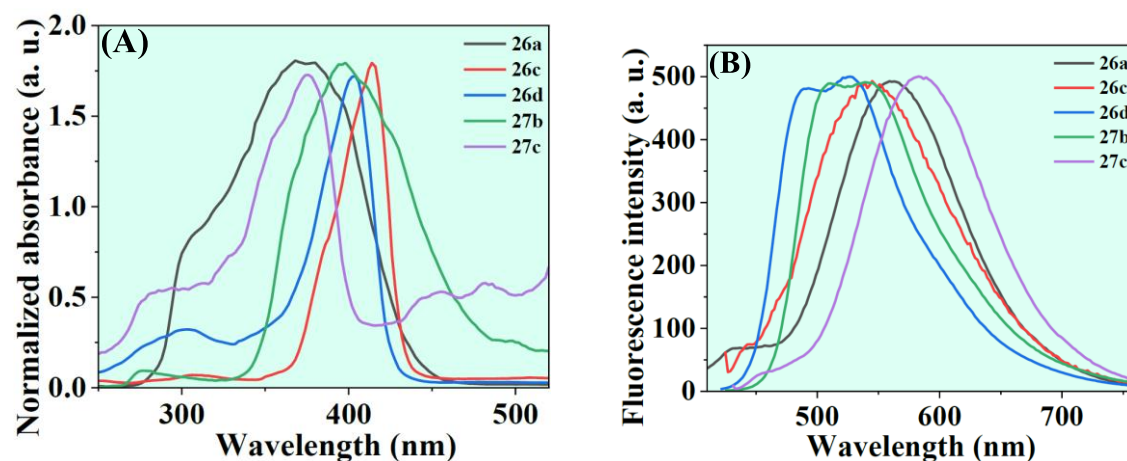 (A)
Normalized absorbance (a. u.)
2.0
1.5
1.0
0.5
0.0
300
400
500
Wavelength (nm)
26a
26c
26d
27b
27c
(B)
Fluorescence intensity (a. u.)
500
400
300
200
100
0
500
600
700
Wavelength (nm)
26a
26c
26d
27b
27c